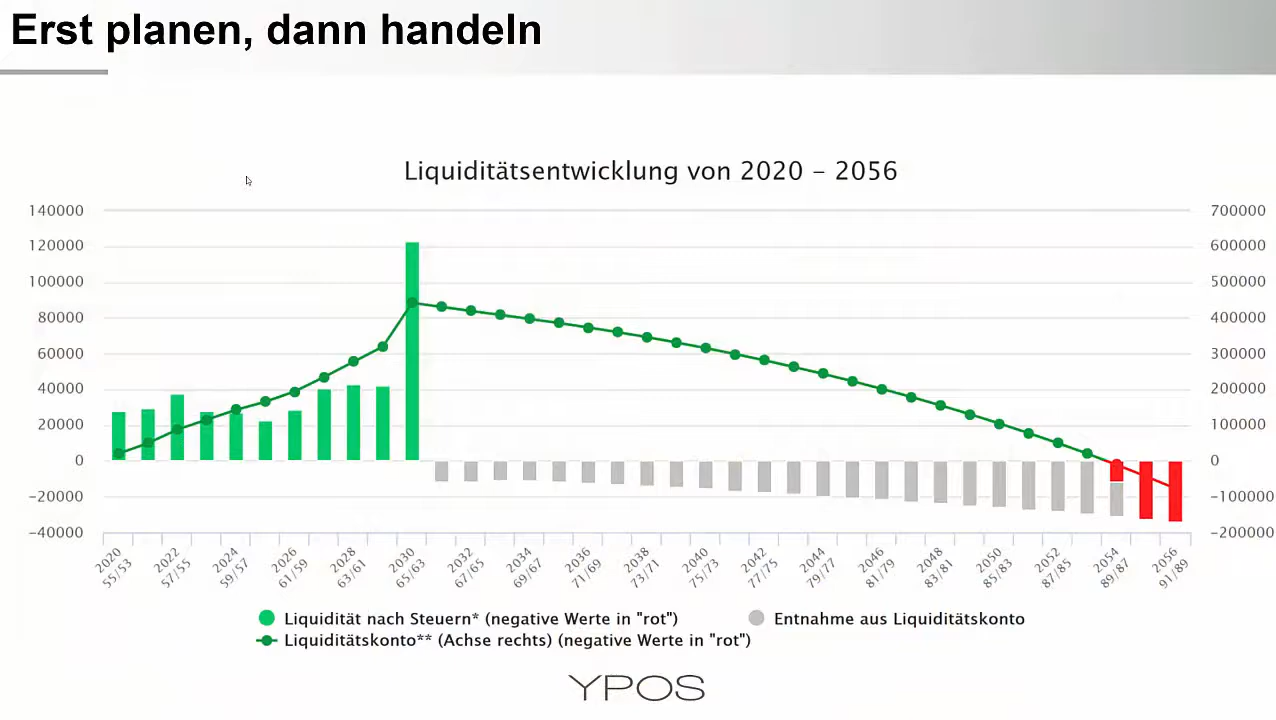 Erst planen, dann handeln
Liquiditätsentwicklung von 2020 – 2056
140000 700000
120000 600000
100000 500000
80000 400000
60000 300000
40000 200000
20000 100000
0 0
−20000 −100000
−40000 −200000
2020 2022 2024 2026 2028 2030 2032 2034 2036 2038 2040 2042 2044 2046 2048 2050 2052 2054 2056
55/53 57/55 59/57 61/59 63/61 65/63 67/65 69/67 71/69 73/71 75/73 77/75 79/77 81/79 83/81 85/83 87/85 89/87 91/89
Liquidität nach Steuern* (negative Werte in "rot") Entnahme aus Liquiditätskonto
Liquiditätskonto** (Achse rechts) (negative Werte in "rot")
YPOS